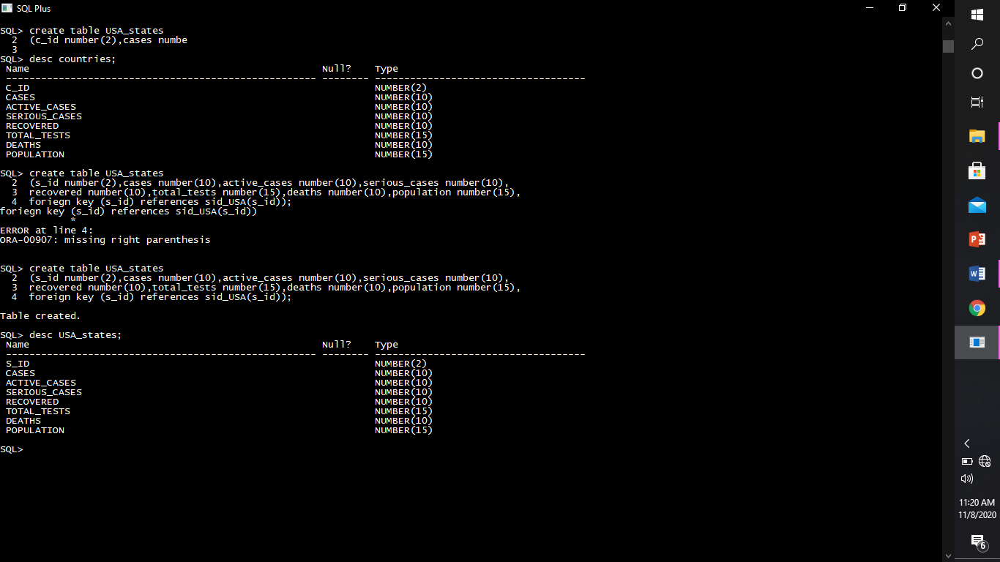 SQL Plus
SQL> create table USA_states
  2  (c_id number(2),cases numbe
  3
SQL> desc countries;
 Name                                                  Null?    Type
 ----------------------------------------------------- -------- ------------------------------------
 C_ID                                                           NUMBER(2)
 CASES                                                          NUMBER(10)
 ACTIVE_CASES                                                   NUMBER(10)
 SERIOUS_CASES                                                  NUMBER(10)
 RECOVERED                                                      NUMBER(10)
 TOTAL_TESTS                                                    NUMBER(15)
 DEATHS                                                         NUMBER(10)
 POPULATION                                                     NUMBER(15)
SQL> create table USA_states
  2  (s_id number(2),cases number(10),active_cases number(10),serious_cases number(10),
  3  recovered number(10),total_tests number(15),deaths number(10),population number(15),
  4  foriegn key (s_id) references sid_USA(s_id));
foriegn key (s_id) references sid_USA(s_id))
            *
ERROR at line 4:
ORA-00907: missing right parenthesis
SQL> create table USA_states
  2  (s_id number(2),cases number(10),active_cases number(10),serious_cases number(10),
  3  recovered number(10),total_tests number(15),deaths number(10),population number(15),
  4  foreign key (s_id) references sid_USA(s_id));
Table created.
SQL> desc USA_states;
 Name                                                  Null?    Type
 ----------------------------------------------------- -------- ------------------------------------
 S_ID                                                           NUMBER(2)
 CASES                                                          NUMBER(10)
 ACTIVE_CASES                                                   NUMBER(10)
 SERIOUS_CASES                                                  NUMBER(10)
 RECOVERED                                                      NUMBER(10)
 TOTAL_TESTS                                                    NUMBER(15)
 DEATHS                                                         NUMBER(10)
 POPULATION                                                     NUMBER(15)
SQL>
P
W
11:20 AM
11/8/2020
6